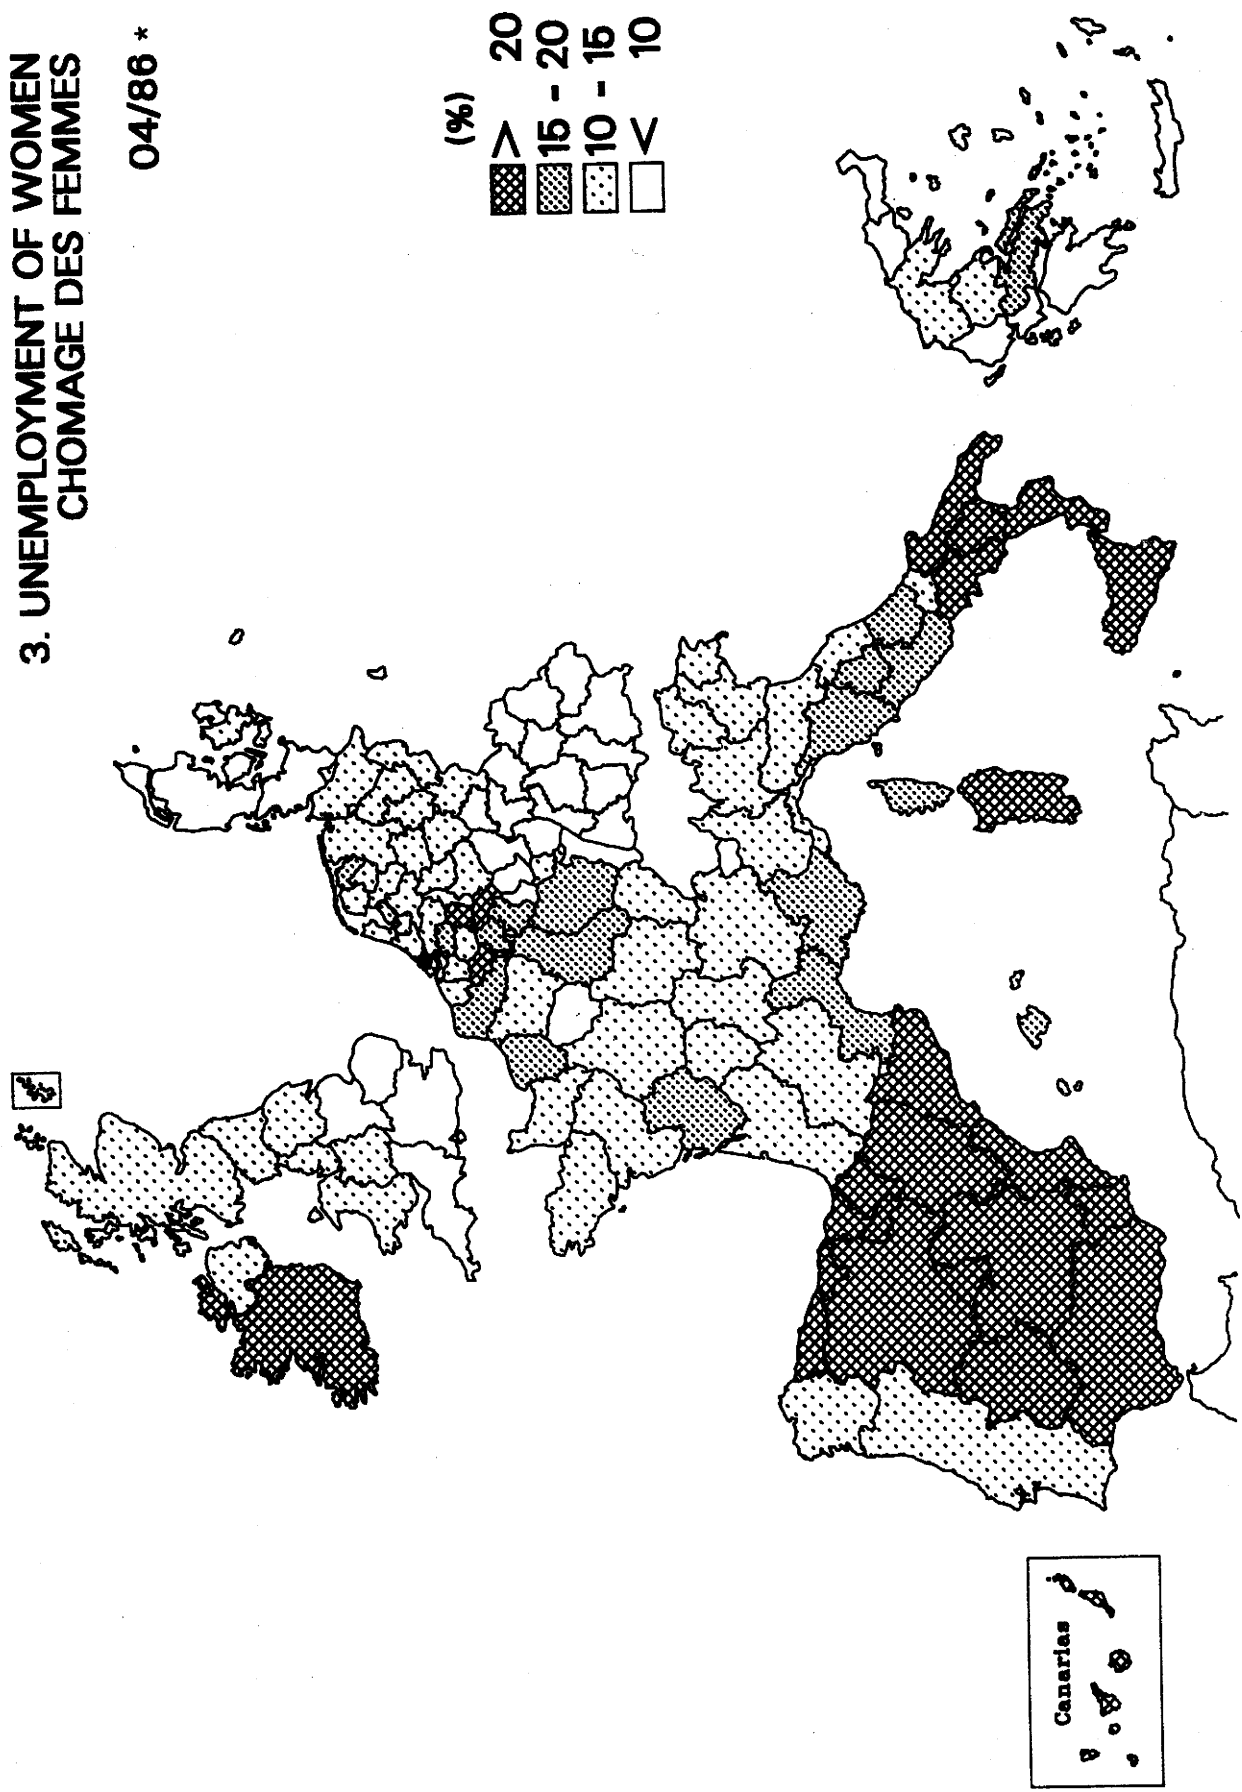 3. UNEMPLOYMENT OF WOMEN
CHOMAGE DES FEMMES
04/86 *
(%)
> 20
15 - 20
10 - 15
< 10
Canarias